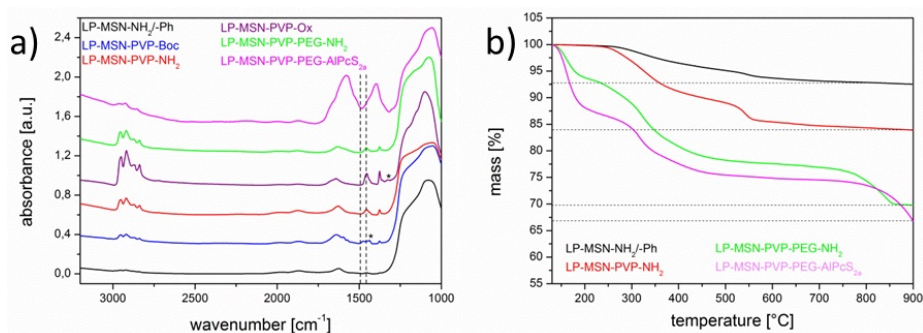 a)
LP-MSN-NH₂/-Ph
LP-MSN-PVP-Boc
LP-MSN-PVP-NH₂
LP-MSN-PVP-Ox
LP-MSN-PVP-PEG-NH₂
LP-MSN-PVP-PEG-AlPcS₂ₐ
2,4
2,0
1,6
1,2
0,8
0,4
0,0
absorbance [a.u.]
*
*
3000 2500 2000 1500 1000
wavenumber [cm⁻¹]
b)
105
100
95
90
85
80
75
70
65
60
55
mass [%]
LP-MSN-NH₂/-Ph
LP-MSN-PVP-NH₂
LP-MSN-PVP-PEG-NH₂
LP-MSN-PVP-PEG-AlPcS₂ₐ
200 300 400 500 600 700 800 900
temperature [°C]